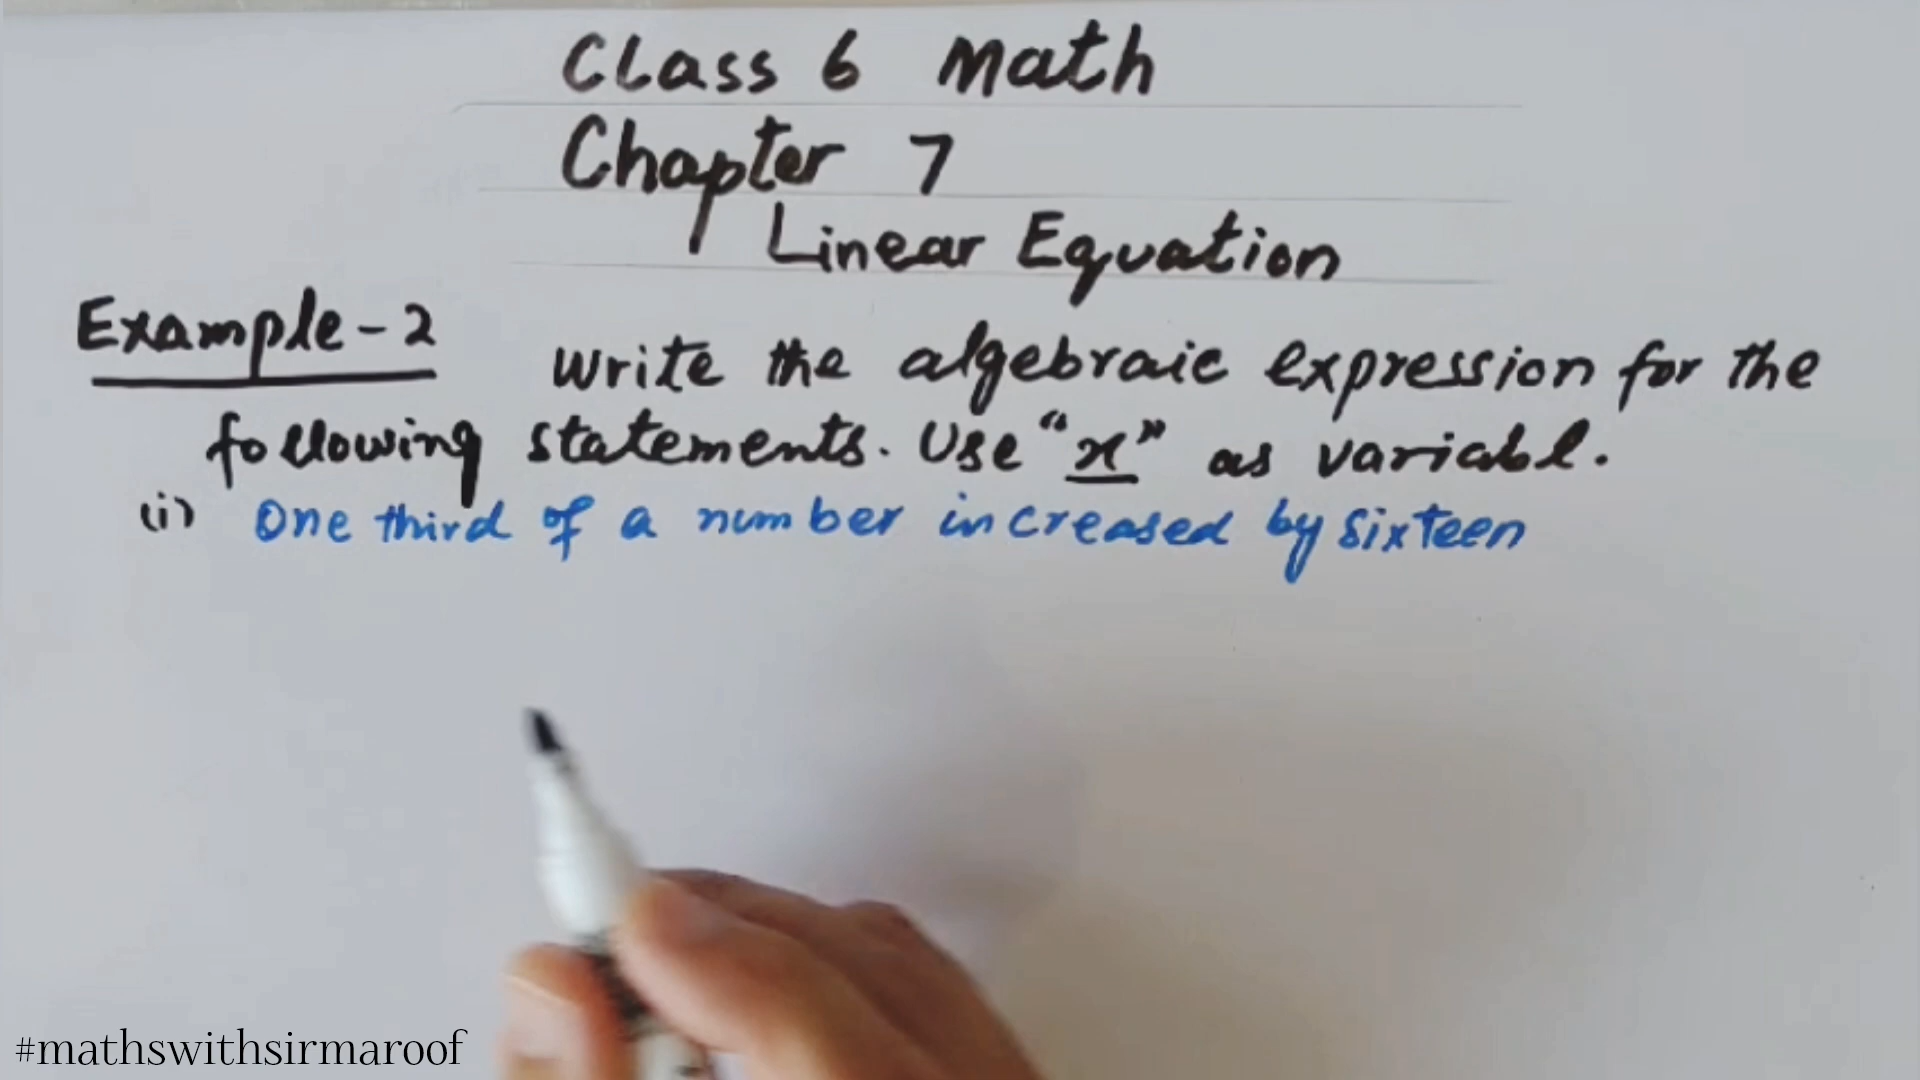 Class 6 Math
Chapter 7
Linear Equation
Example-2 Write the algebraic expression for the
following statements. Use "x" as variabl.
(i) One third of a number increased by sixteen
#mathswithsirmaroof